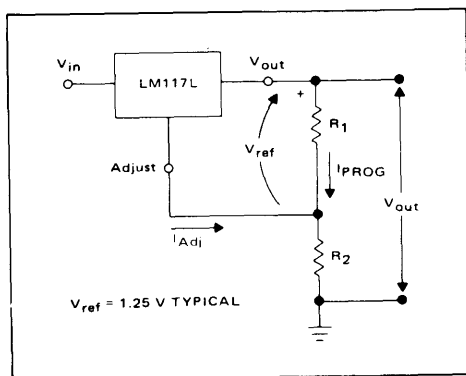 Vin
LM117L
Vout
+
R1
Vref
IPROG
Adjust
Vout
IAdj
R2
Vref = 1.25 V TYPICAL